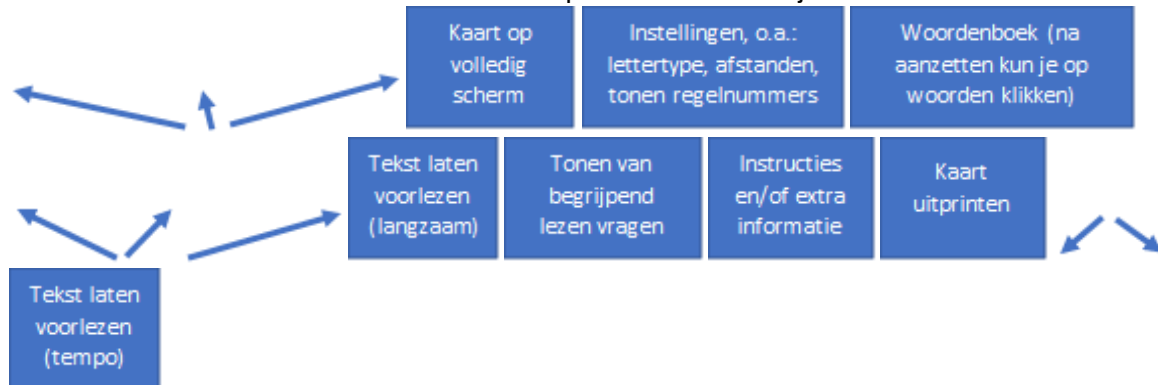 Kaart op
volledig
scherm
Instellingen, o.a.:
lettertype, afstanden,
tonen regelnummers
Woordenboek (na
aanzetten kun je op
woorden klikken)
Tekst laten
voorlezen
(langzaam)
Tonen van
begrijpend
lezen vragen
Instructies
en/of extra
informatie
Kaart
uitprinten
Tekst laten
voorlezen
(tempo)